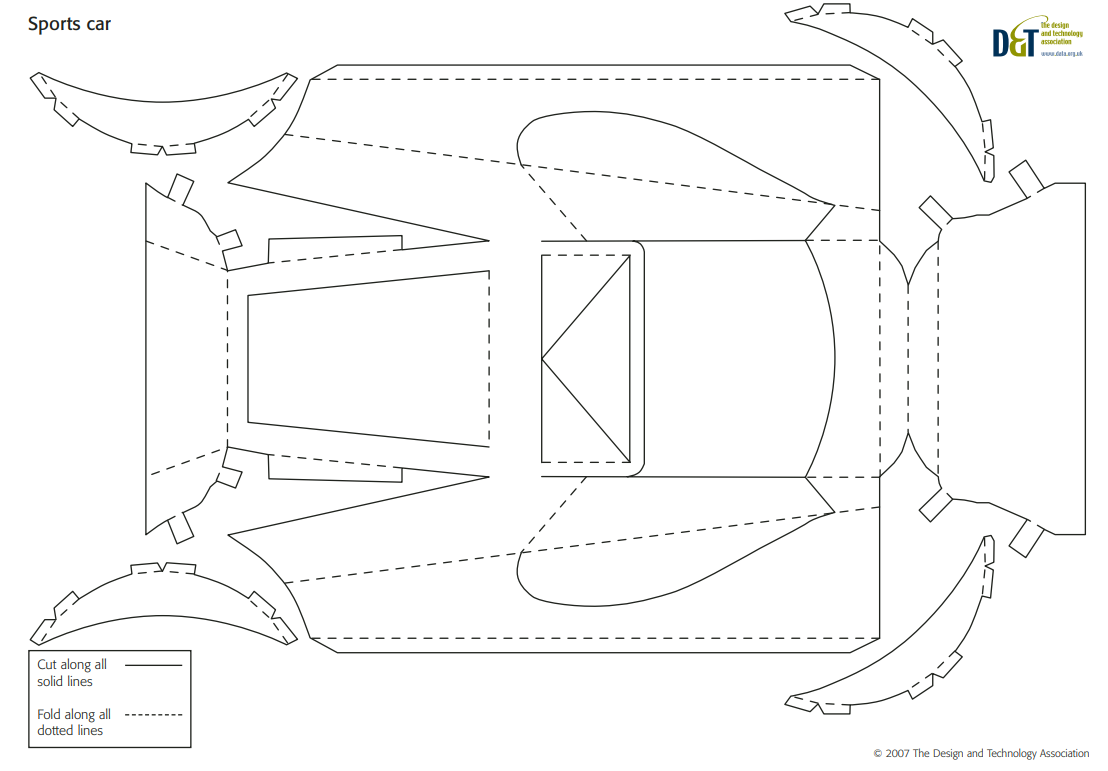 Sports car
D&T
the design
and technology
association
www.data.org.uk
Cut along all
solid lines
Fold along all
dotted lines
© 2007 The Design and Technology Association